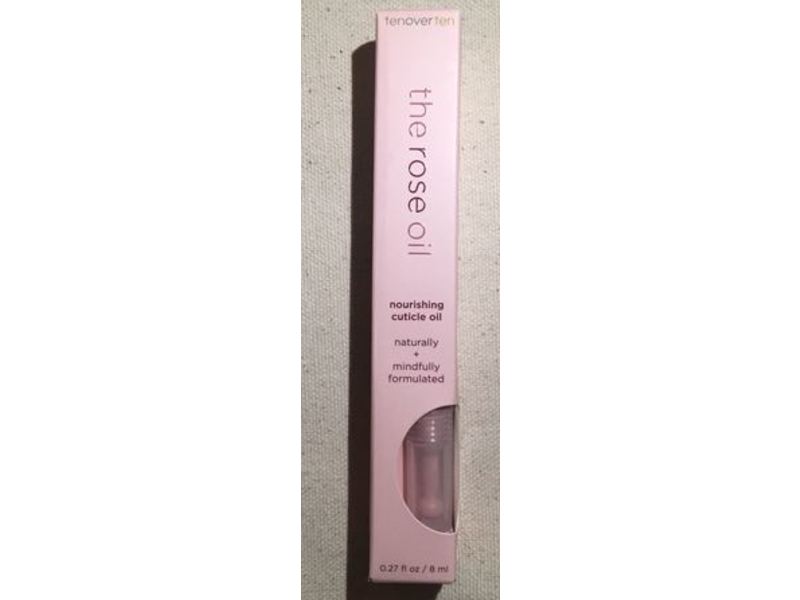 tenoverten
the rose oil
nourishing
cuticle oil
naturally
+
mindfully
formulated
0.27 fl oz / 8 ml